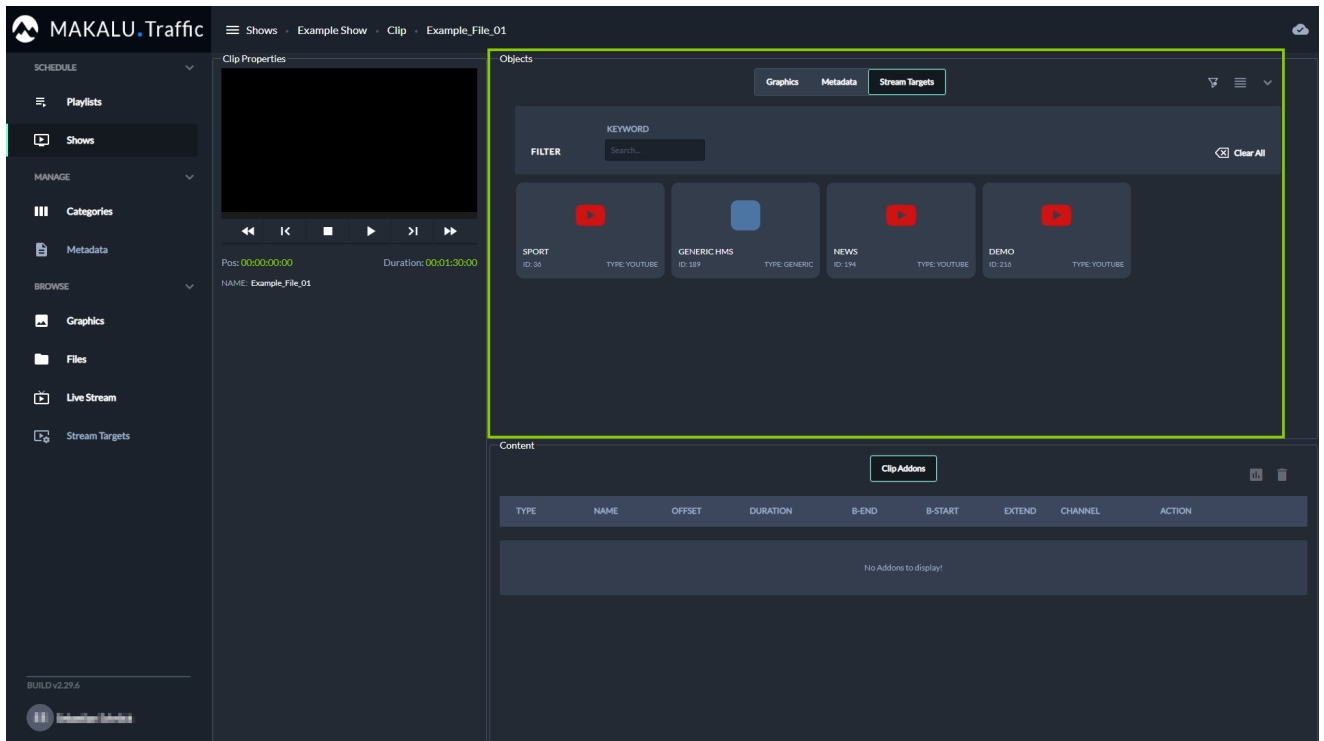 MAKALU.Traffic
Shows • Example Show • Clip • Example_File_01
SCHEDULE
Playlists
Shows
MANAGE
Categories
Metadata
BROWSE
Graphics
Files
Live Stream
Stream Targets
BUILD v2.29.6
Clip Properties
Pos: 00:00:00:00 Duration: 00:01:30:00
NAME: Example_File_01
Objects
Graphics Metadata Stream Targets
KEYWORD
FILTER Search... Clear All
SPORT
ID: 36 TYPE: YOUTUBE
GENERIC HMS
ID: 189 TYPE: GENERIC
NEWS
ID: 194 TYPE: YOUTUBE
DEMO
ID: 216 TYPE: YOUTUBE
Content
Clip Addons
TYPE NAME OFFSET DURATION B-END B-START EXTEND CHANNEL ACTION
No Addons to display!